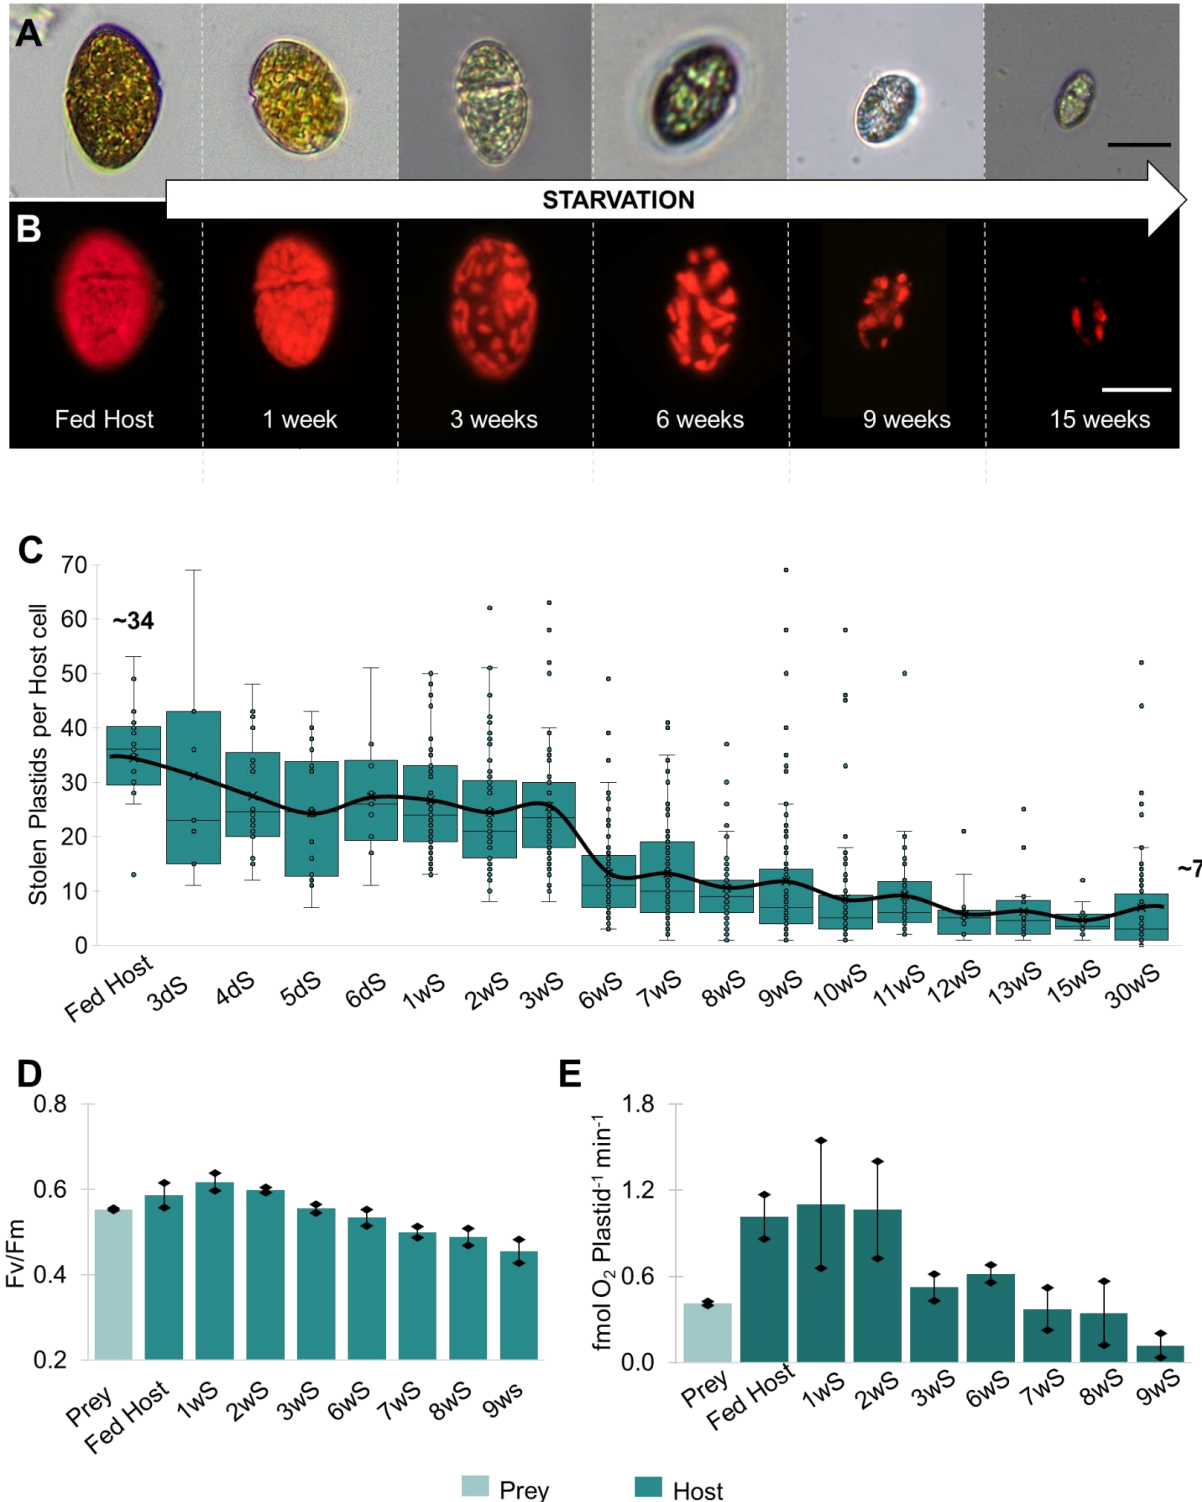 A
STARVATION
B
Fed Host
1 week
3 weeks
6 weeks
9 weeks
15 weeks
C
Stolen Plastids per Host cell
70
60
50
40
30
20
10
0
~34
~7
Fed Host
3dS
4dS
5dS
6dS
1wS
2wS
3wS
6wS
7wS
8wS
9wS
10wS
11wS
12wS
13wS
15wS
30wS
D
Fv/Fm
0.8
0.6
0.4
0.2
Prey
Fed Host
1wS
2wS
3wS
6wS
7wS
8wS
9ws
E
fmol O₂ Plastid⁻¹ min⁻¹
1.8
1.2
0.6
0.0
Prey
Fed Host
1wS
2wS
3wS
6wS
7wS
8wS
9wS
Prey
Host